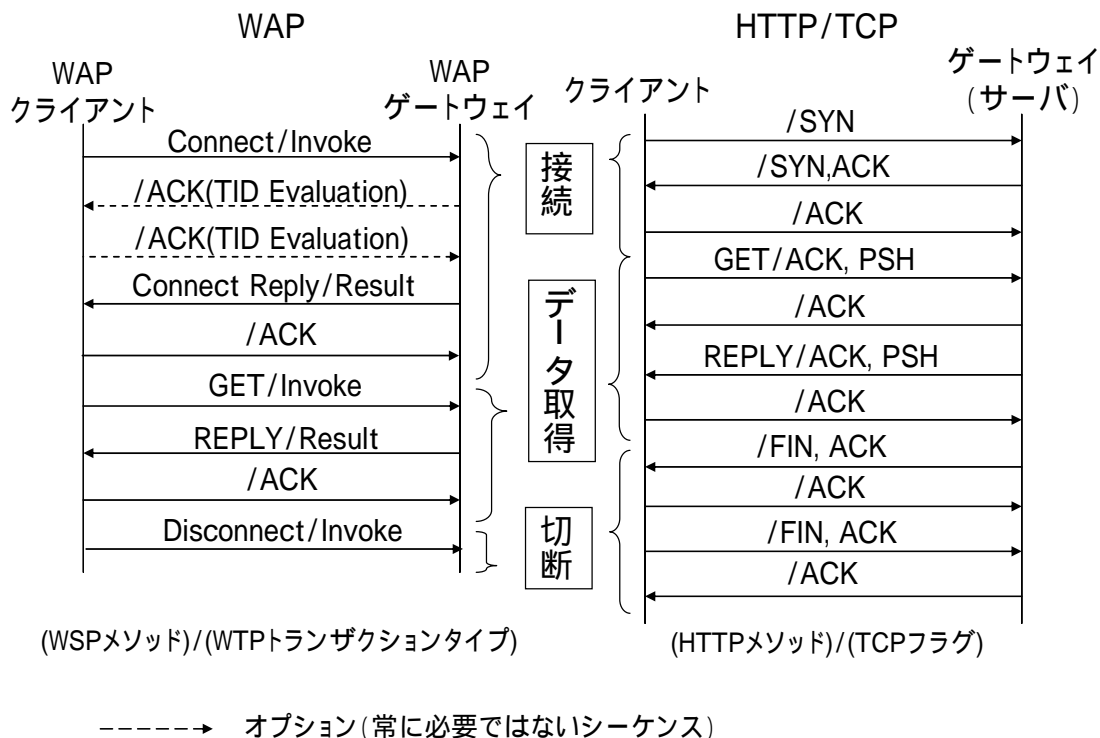 WAP
WAP
クライアント
WAP
ゲートウェイ
Connect/Invoke
/ACK(TID Evaluation)
/ACK(TID Evaluation)
Connect Reply/Result
/ACK
GET/Invoke
REPLY/Result
/ACK
Disconnect/Invoke
(WSPメソッド)/(WTPトランザクションタイプ)
接続
データ取得
切断
HTTP/TCP
クライアント
ゲートウェイ
(サーバ)
/SYN
/SYN,ACK
/ACK
GET/ACK, PSH
/ACK
REPLY/ACK, PSH
/ACK
/FIN, ACK
/ACK
/FIN, ACK
/ACK
(HTTPメソッド)/(TCPフラグ)
オプション(常に必要ではないシーケンス)